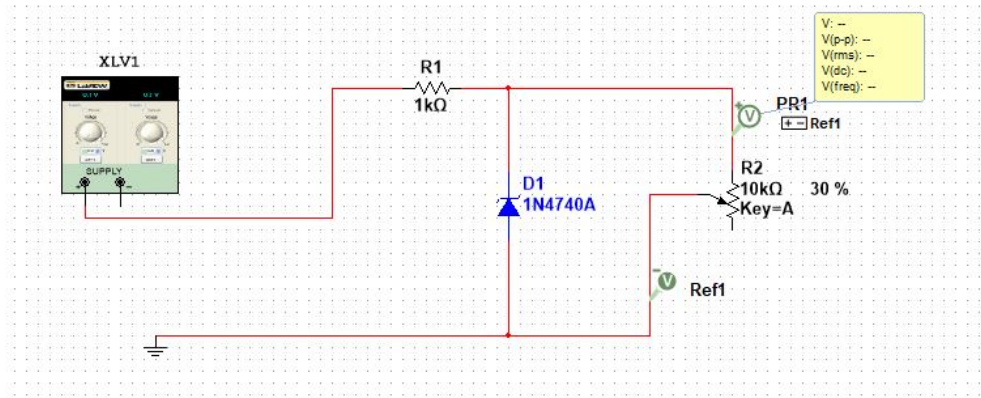 XLV1
SUPPLY
+
−
R1
1kΩ
D1
1N4740A
V: --
V(p-p): --
V(rms): --
V(dc): --
V(freq): --
PR1
+ − Ref1
V
R2
10kΩ 30 %
Key=A
V
Ref1